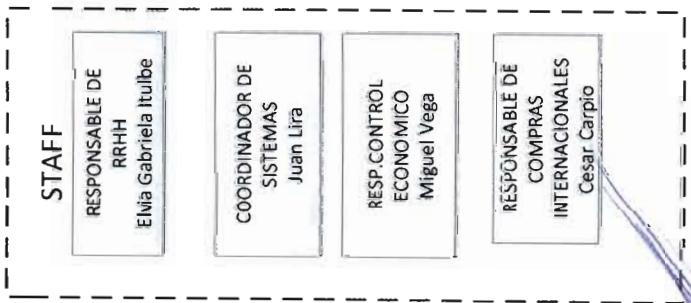 STAFF
RESPONSABLE DE
RRHH
Elvia Gabriela Itulbe
COORDINADOR DE
SISTEMAS
Juan Lira
RESP.CONTROL
ECONOMICO
Miguel Vega
RESPONSABLE DE
COMPRAS
INTERNACIONALES
Cesar Carpio